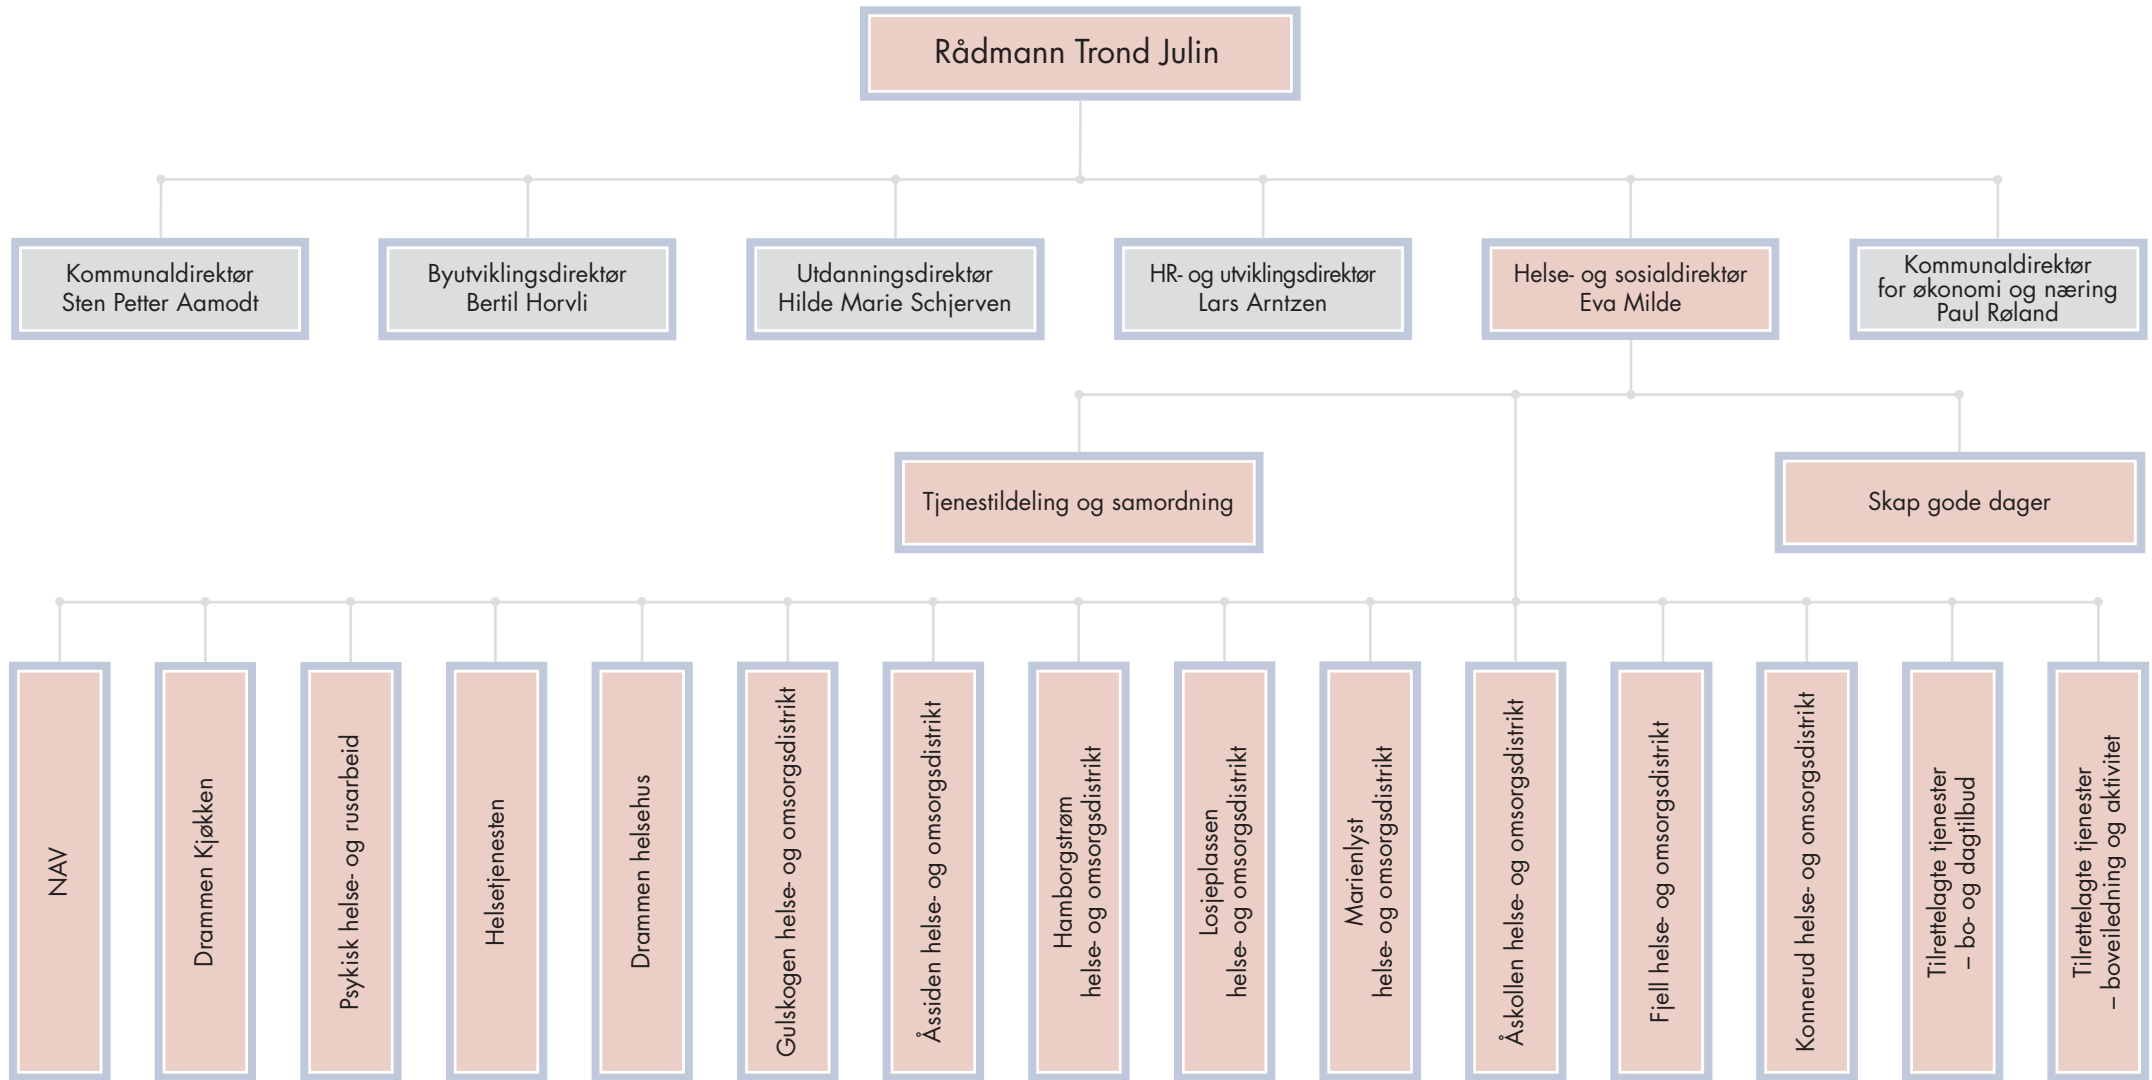 Rådmann Trond Julin
Kommunaldirektør
Sten Petter Aamodt
Byutviklingsdirektør
Bertil Horvli
Utdanningsdirektør
Hilde Marie Schjerven
HR- og utviklingsdirektør
Lars Arntzen
Helse- og sosialdirektør
Eva Milde
Kommunaldirektør
for økonomi og næring
Paul Røland
Tjenestildeling og samordning
Skap gode dager
NAV
Drammen Kjøkken
Psykisk helse- og rusarbeid
Helsetjenesten
Drammen helsehus
Gulskogen helse- og omsorgsdistrikt
Åssiden helse- og omsorgsdistrikt
Hamborgstrøm
helse- og omsorgsdistrikt
Losjeplassen
helse- og omsorgsdistrikt
Marienlyst
helse- og omsorgsdistrikt
Åskollen helse- og omsorgsdistrikt
Fjell helse- og omsorgsdistrikt
Konnerud helse- og omsorgsdistrikt
Tilrettelagte tjenester
– bo- og dagtilbud
Tilrettelagte tjenester
– boveiledning og aktivitet